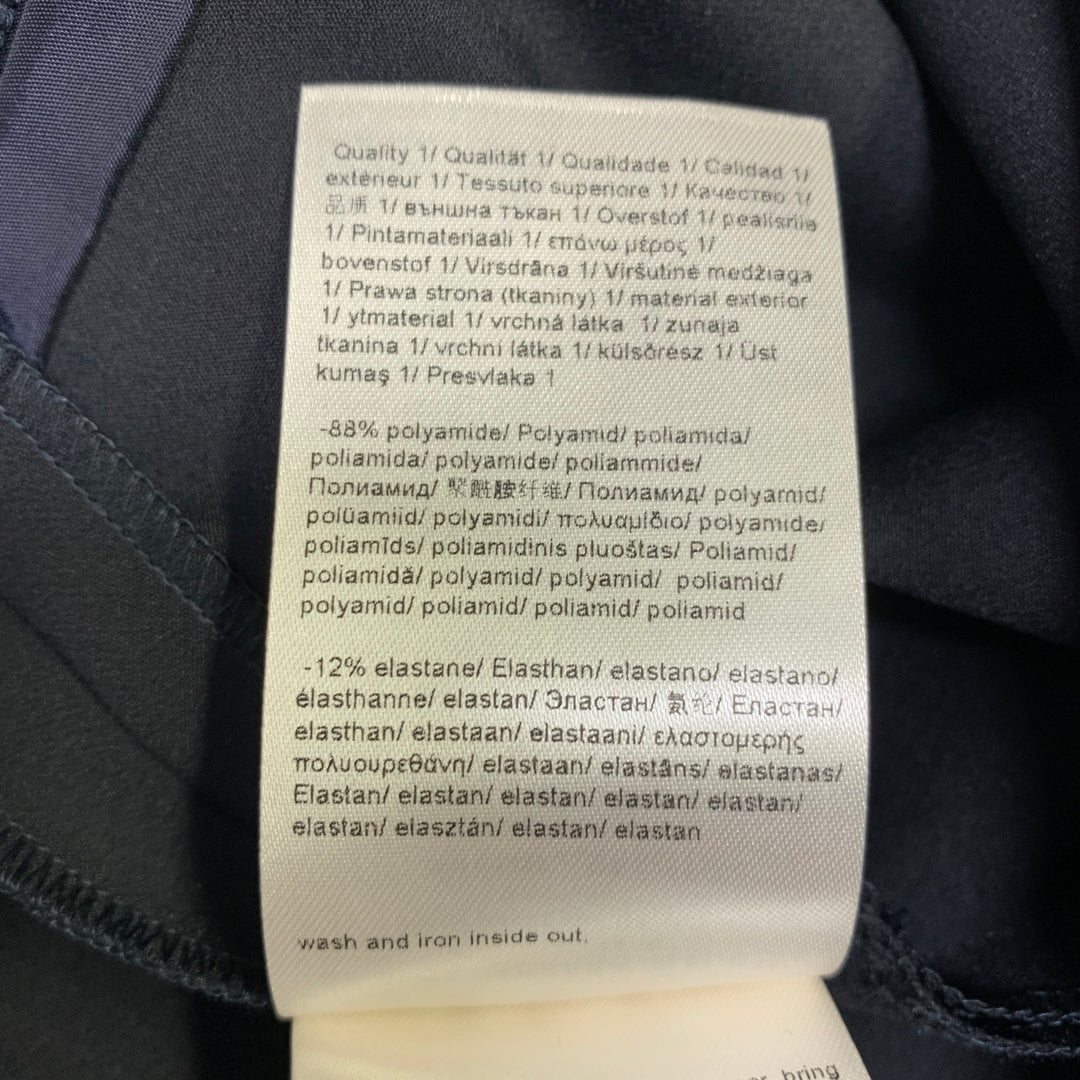 Quality 1/ Qualität 1/ Qualidade 1/ Calidad 1/
extérieur 1/ Tessuto superiore 1/ Качество 1/
品质 1/ външна тъкан 1/ Overstof 1/ pealisriie
1/ Pintamateriaali 1/ επάνω μέρος 1/
bovenstof 1/ Virsdrāna 1/ Viršutinė medžiaga
1/ Prawa strona (tkaniny) 1/ material exterior
1/ ytmaterial 1/ vrchná látka 1/ zunaja
tkanina 1/ vrchní látka 1/ külsőrész 1/ Üst
kumaş 1/ Presvlaka 1
-88% polyamide/ Polyamid/ poliamida/
poliamida/ polyamide/ poliammide/
Полиамид/ 聚酰胺纤维/ Полиамид/ polyamid/
polüamiid/ polyamidi/ πολυαμίδιο/ polyamide/
poliamīds/ poliamidinis pluoštas/ Poliamid/
poliamidă/ polyamid/ polyamid/ poliamid/
polyamid/ poliamid/ poliamid/ poliamid
-12% elastane/ Elasthan/ elastano/ elastano/
élasthanne/ elastan/ Эластан/ 氨纶/ Еластан/
elasthan/ elastaan/ elastaani/ ελαστομερής
πολυουρεθάνη/ elastaan/ elastāns/ elastanas/
Elastan/ elastan/ elastan/ elastan/ elastan/
elastan/ elasztán/ elastan/ elastan
wash and iron inside out.
bring